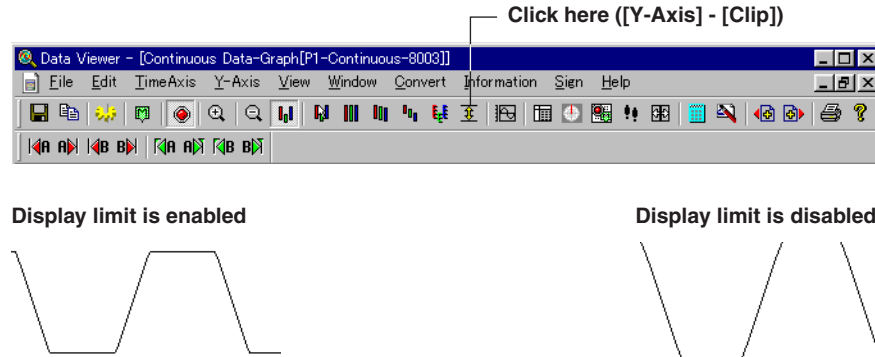 Click here ([Y-Axis] - [Clip])
Data Viewer - [Continuous Data-Graph[P1-Continuous-8003]]
File Edit TimeAxis Y-Axis View Window Convert Information Sign Help
A A B B A A B B
Display limit is enabled
Display limit is disabled